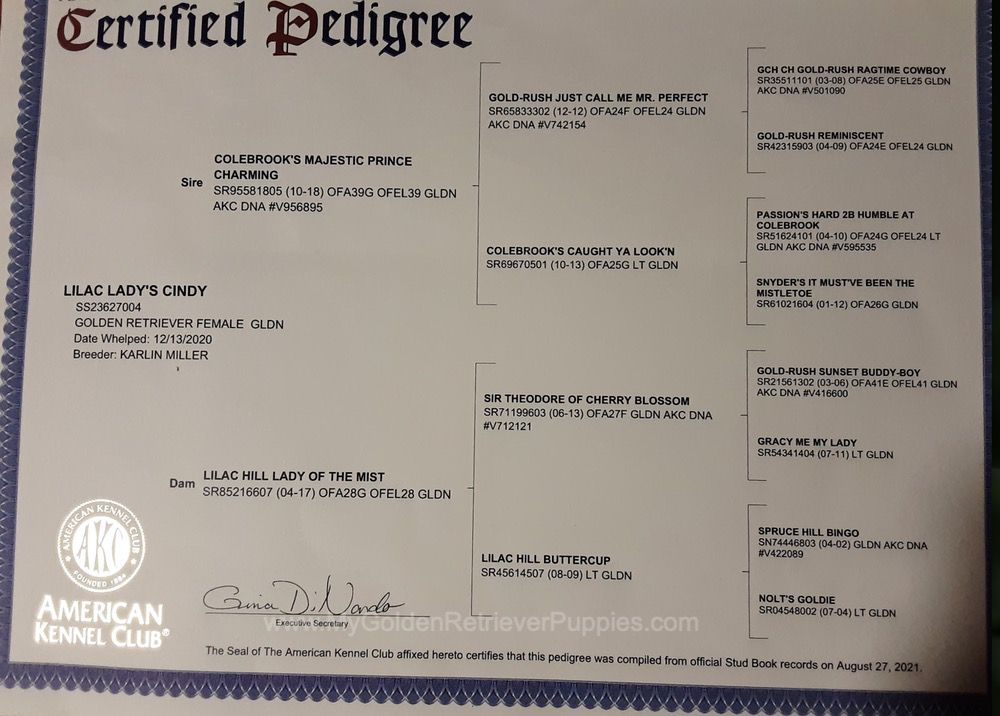 Certified Pedigree
GCH CH GOLD-RUSH RAGTIME COWBOY
SR35511101 (03-08) OFA25E OFEL25 GLDN
AKC DNA #V501090
GOLD-RUSH JUST CALL ME MR. PERFECT
SR65833302 (12-12) OFA24F OFEL24 GLDN
AKC DNA #V742154
GOLD-RUSH REMINISCENT
SR42315903 (04-09) OFA24E OFEL24 GLDN
Sire
COLEBROOK'S MAJESTIC PRINCE
CHARMING
SR95581805 (10-18) OFA39G OFEL39 GLDN
AKC DNA #V956895
PASSION'S HARD 2B HUMBLE AT
COLEBROOK
SR51624101 (04-10) OFA24G OFEL24 LT
GLDN AKC DNA #V595535
COLEBROOK'S CAUGHT YA LOOK'N
SR69670501 (10-13) OFA25G LT GLDN
SNYDER'S IT MUST'VE BEEN THE
MISTLETOE
SR61021604 (01-12) OFA26G GLDN
LILAC LADY'S CINDY
SS23627004
GOLDEN RETRIEVER FEMALE GLDN
Date Whelped: 12/13/2020
Breeder: KARLIN MILLER
GOLD-RUSH SUNSET BUDDY-BOY
SR21561302 (03-06) OFA41E OFEL41 GLDN
AKC DNA #V416600
SIR THEODORE OF CHERRY BLOSSOM
SR71199603 (06-13) OFA27F GLDN AKC DNA
#V712121
GRACY ME MY LADY
SR54341404 (07-11) LT GLDN
Dam
LILAC HILL LADY OF THE MIST
SR85216607 (04-17) OFA28G OFEL28 GLDN
SPRUCE HILL BINGO
SN74446803 (04-02) GLDN AKC DNA
#V422089
LILAC HILL BUTTERCUP
SR45614507 (08-09) LT GLDN
NOLT'S GOLDIE
SR04548002 (07-04) LT GLDN
AMERICAN KENNEL CLUB
AKC
FOUNDED 1884
AMERICAN
KENNEL CLUB®
Gina DiNardo
Executive Secretary
www.MyGoldenRetrieverPuppies.com
The Seal of The American Kennel Club affixed hereto certifies that this pedigree was compiled from official Stud Book records on August 27, 2021.